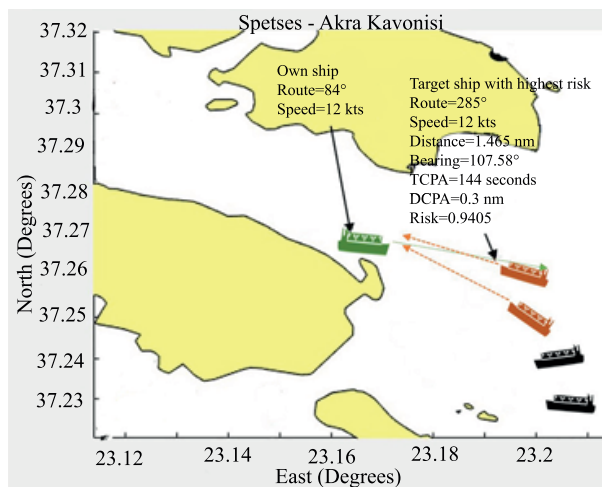 Spetses - Akra Kavonisi
37.32
37.31
37.3
37.29
37.28
37.27
37.26
37.25
37.24
37.23
North (Degrees)
Own ship
Route=84°
Speed=12 kts
Target ship with highest risk
Route=285°
Speed=12 kts
Distance=1.465 nm
Bearing=107.58°
TCPA=144 seconds
DCPA=0.3 nm
Risk=0.9405
23.12
23.14
23.16
23.18
23.2
East (Degrees)